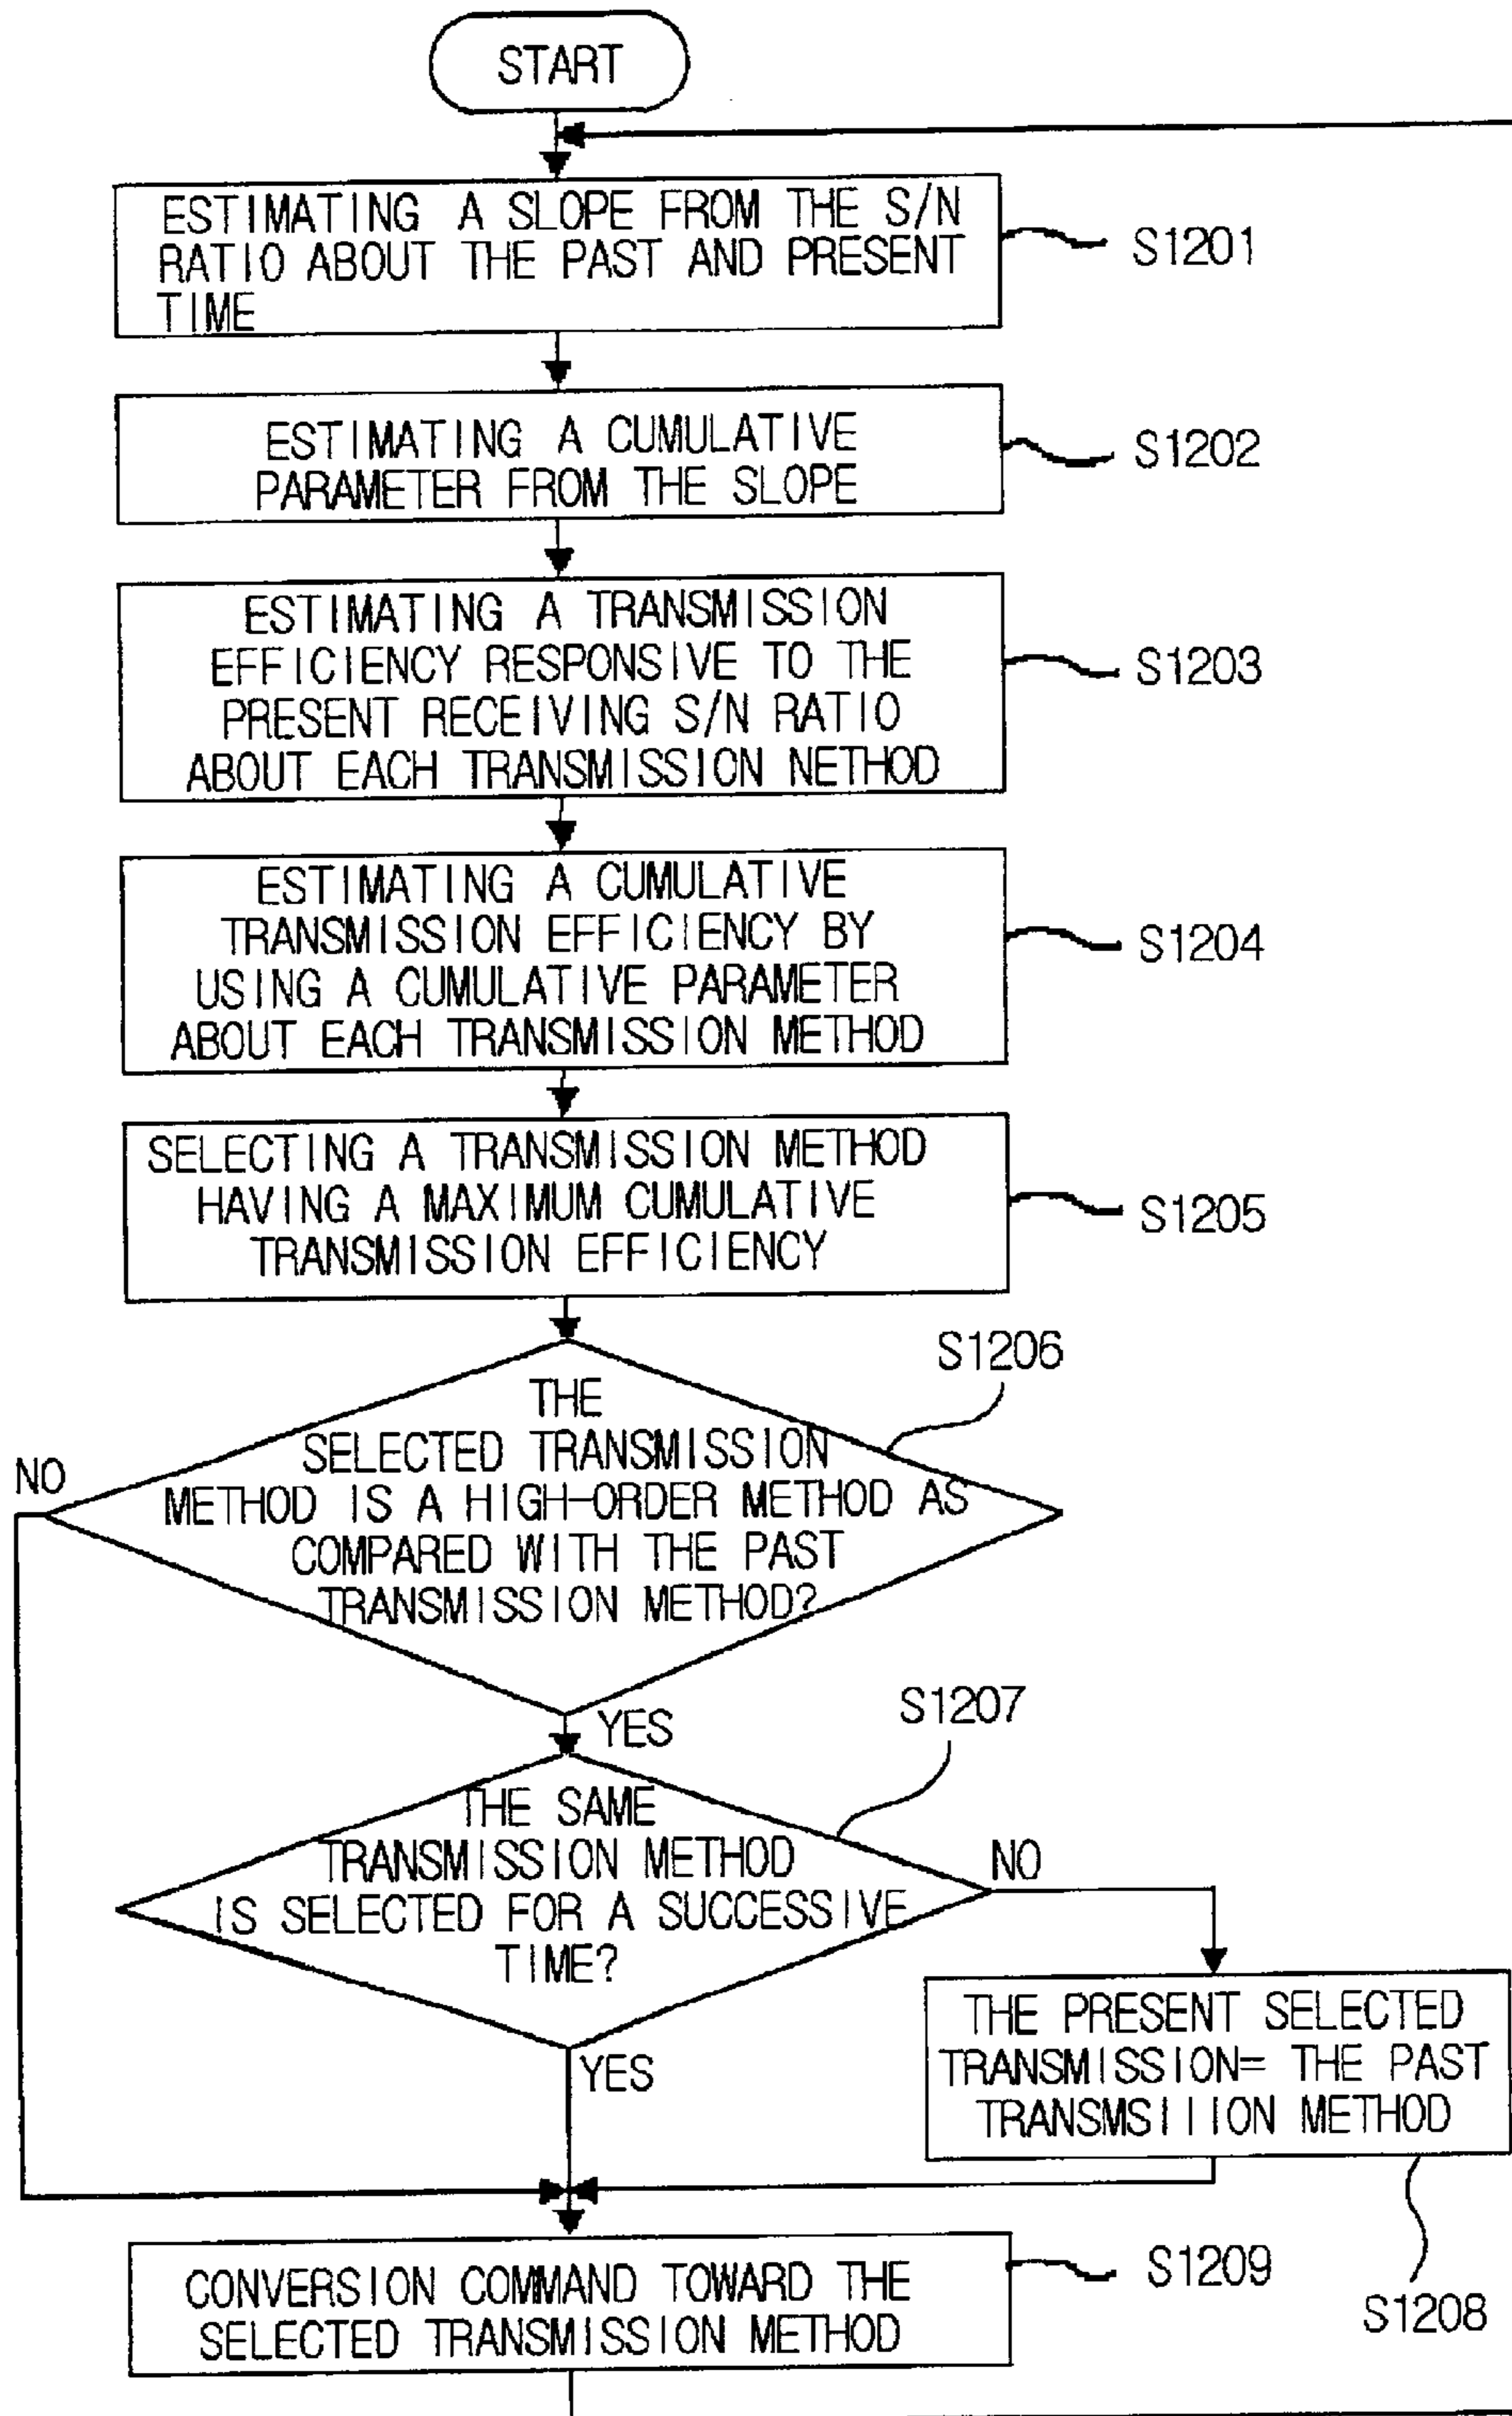 START
ESTIMATING A SLOPE FROM THE S/N
RATIO ABOUT THE PAST AND PRESENT
TIME
S1201
ESTIMATING A CUMULATIVE
PARAMETER FROM THE SLOPE
S1202
ESTIMATING A TRANSMISSION
EFFICIENCY RESPONSIVE TO THE
PRESENT RECEIVING S/N RATIO
ABOUT EACH TRANSMISSION NETHOD
S1203
ESTIMATING A CUMULATIVE
TRANSMISSION EFFICIENCY BY
USING A CUMULATIVE PARAMETER
ABOUT EACH TRANSMISSION METHOD
S1204
SELECTING A TRANSMISSION METHOD
HAVING A MAXIMUM CUMULATIVE
TRANSMISSION EFFICIENCY
S1205
S1206
THE
SELECTED TRANSMISSION
METHOD IS A HIGH-ORDER METHOD AS
COMPARED WITH THE PAST
TRANSMISSION METHOD?
NO
YES
S1207
THE SAME
TRANSMISSION METHOD
IS SELECTED FOR A SUCCESSIVE
TIME?
NO
YES
THE PRESENT SELECTED
TRANSMISSION= THE PAST
TRANSMSIIION METHOD
S1208
CONVERSION COMMAND TOWARD THE
SELECTED TRANSMISSION METHOD
S1209